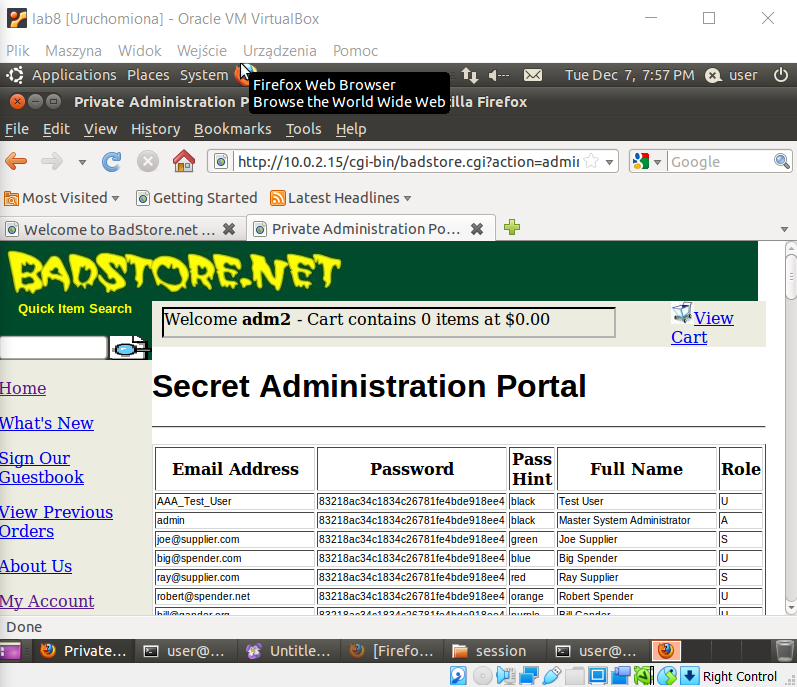 lab8 [Uruchomiona] - Oracle VM VirtualBox
Plik Maszyna Widok Wejście Urządzenia Pomoc
Applications Places System Tue Dec 7, 7:57 PM user
Firefox Web Browser
Browse the World Wide Web
Private Administration P illa Firefox
File Edit View History Bookmarks Tools Help
http://10.0.2.15/cgi-bin/badstore.cgi?action=admi Google
Most Visited Getting Started Latest Headlines
Welcome to BadStore.net ... Private Administration Po...
BADSTORE.NET
Quick Item Search
Welcome adm2 - Cart contains 0 items at $0.00
View Cart
Home
What's New
Sign Our
Guestbook
View Previous
Orders
About Us
My Account
Secret Administration Portal
Email Address Password Pass Hint Full Name Role
AAA_Test_User 83218ac34c1834c26781fe4bde918ee4 black Test User U
admin 83218ac34c1834c26781fe4bde918ee4 black Master System Administrator A
joe@supplier.com 83218ac34c1834c26781fe4bde918ee4 green Joe Supplier S
big@spender.com 83218ac34c1834c26781fe4bde918ee4 blue Big Spender U
ray@supplier.com 83218ac34c1834c26781fe4bde918ee4 red Ray Supplier S
robert@spender.net 83218ac34c1834c26781fe4bde918ee4 orange Robert Spender U
bill@gander.org 83218ac34c1834c26781fe4bde918ee4 purple Bill Gander U
Done
Private... user@... Untitle... [Firefo... session user@...
Right Control